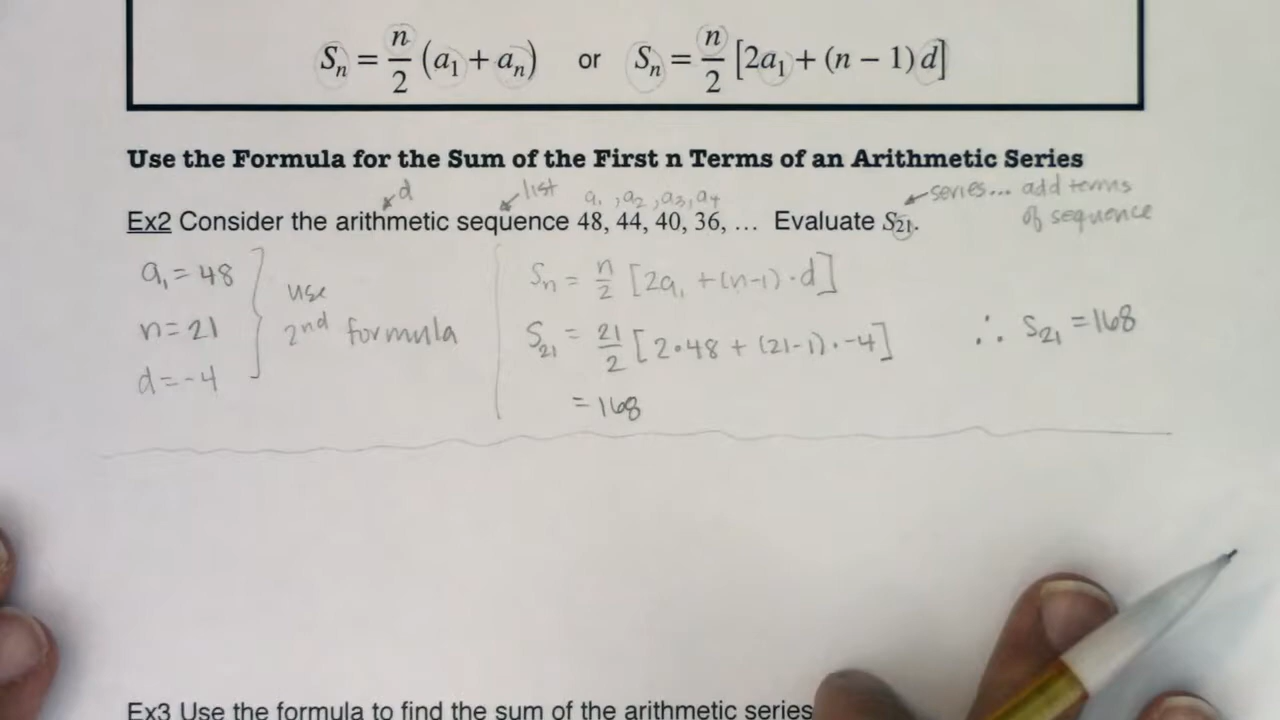 Sₙ = n/2 (a₁ + aₙ) or Sₙ = n/2 [2a₁ + (n − 1) d]
Use the Formula for the Sum of the First n Terms of an Arithmetic Series
d list a₁, a₂, a₃, a₄ series... add terms
of sequence
Ex2 Consider the arithmetic sequence 48, 44, 40, 36, … Evaluate S₂₁.
a₁ = 48
n = 21
d = -4
use
2nd formula
Sₙ = n/2 [2a₁ + (n-1)·d]
S₂₁ = 21/2 [2·48 + (21-1)·-4]
= 168
∴ S₂₁ = 168
Ex3 Use the formula to find the sum of the arithmetic series